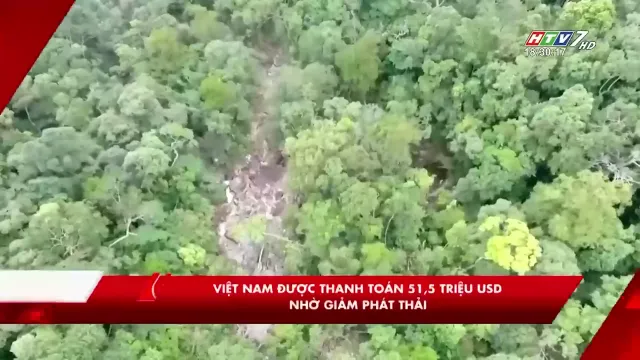 HTV7 HD
VIỆT NAM ĐƯỢC THANH TOÁN 51,5 TRIỆU USD
NHỜ GIẢM PHÁT THẢI